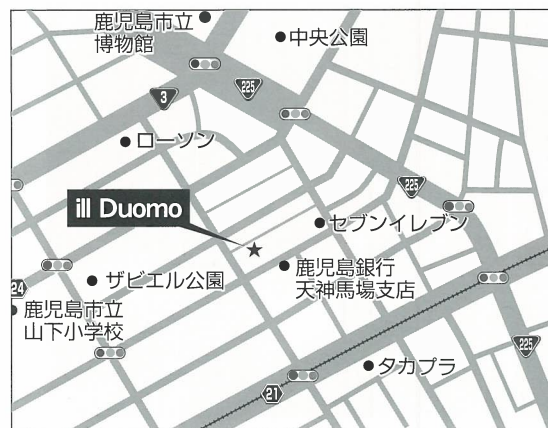 鹿児島市立
博物館
中央公園
225
3
ローソン
225
ill Duomo
セブンイレブン
24
ザビエル公園
鹿児島銀行
天神馬場支店
鹿児島市立
山下小学校
225
タカプラ
21